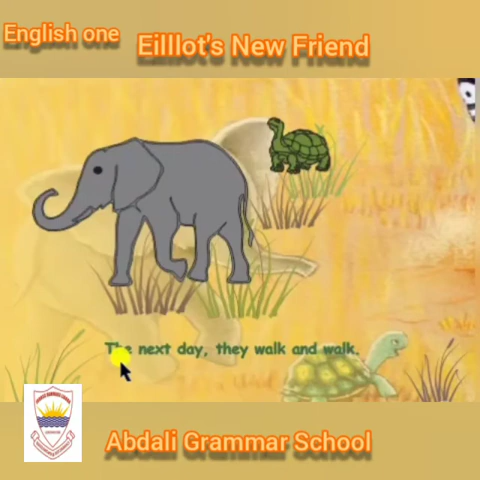 English one
Eilllot's New Friend
The next day, they walk and walk.
Abdali Grammar School